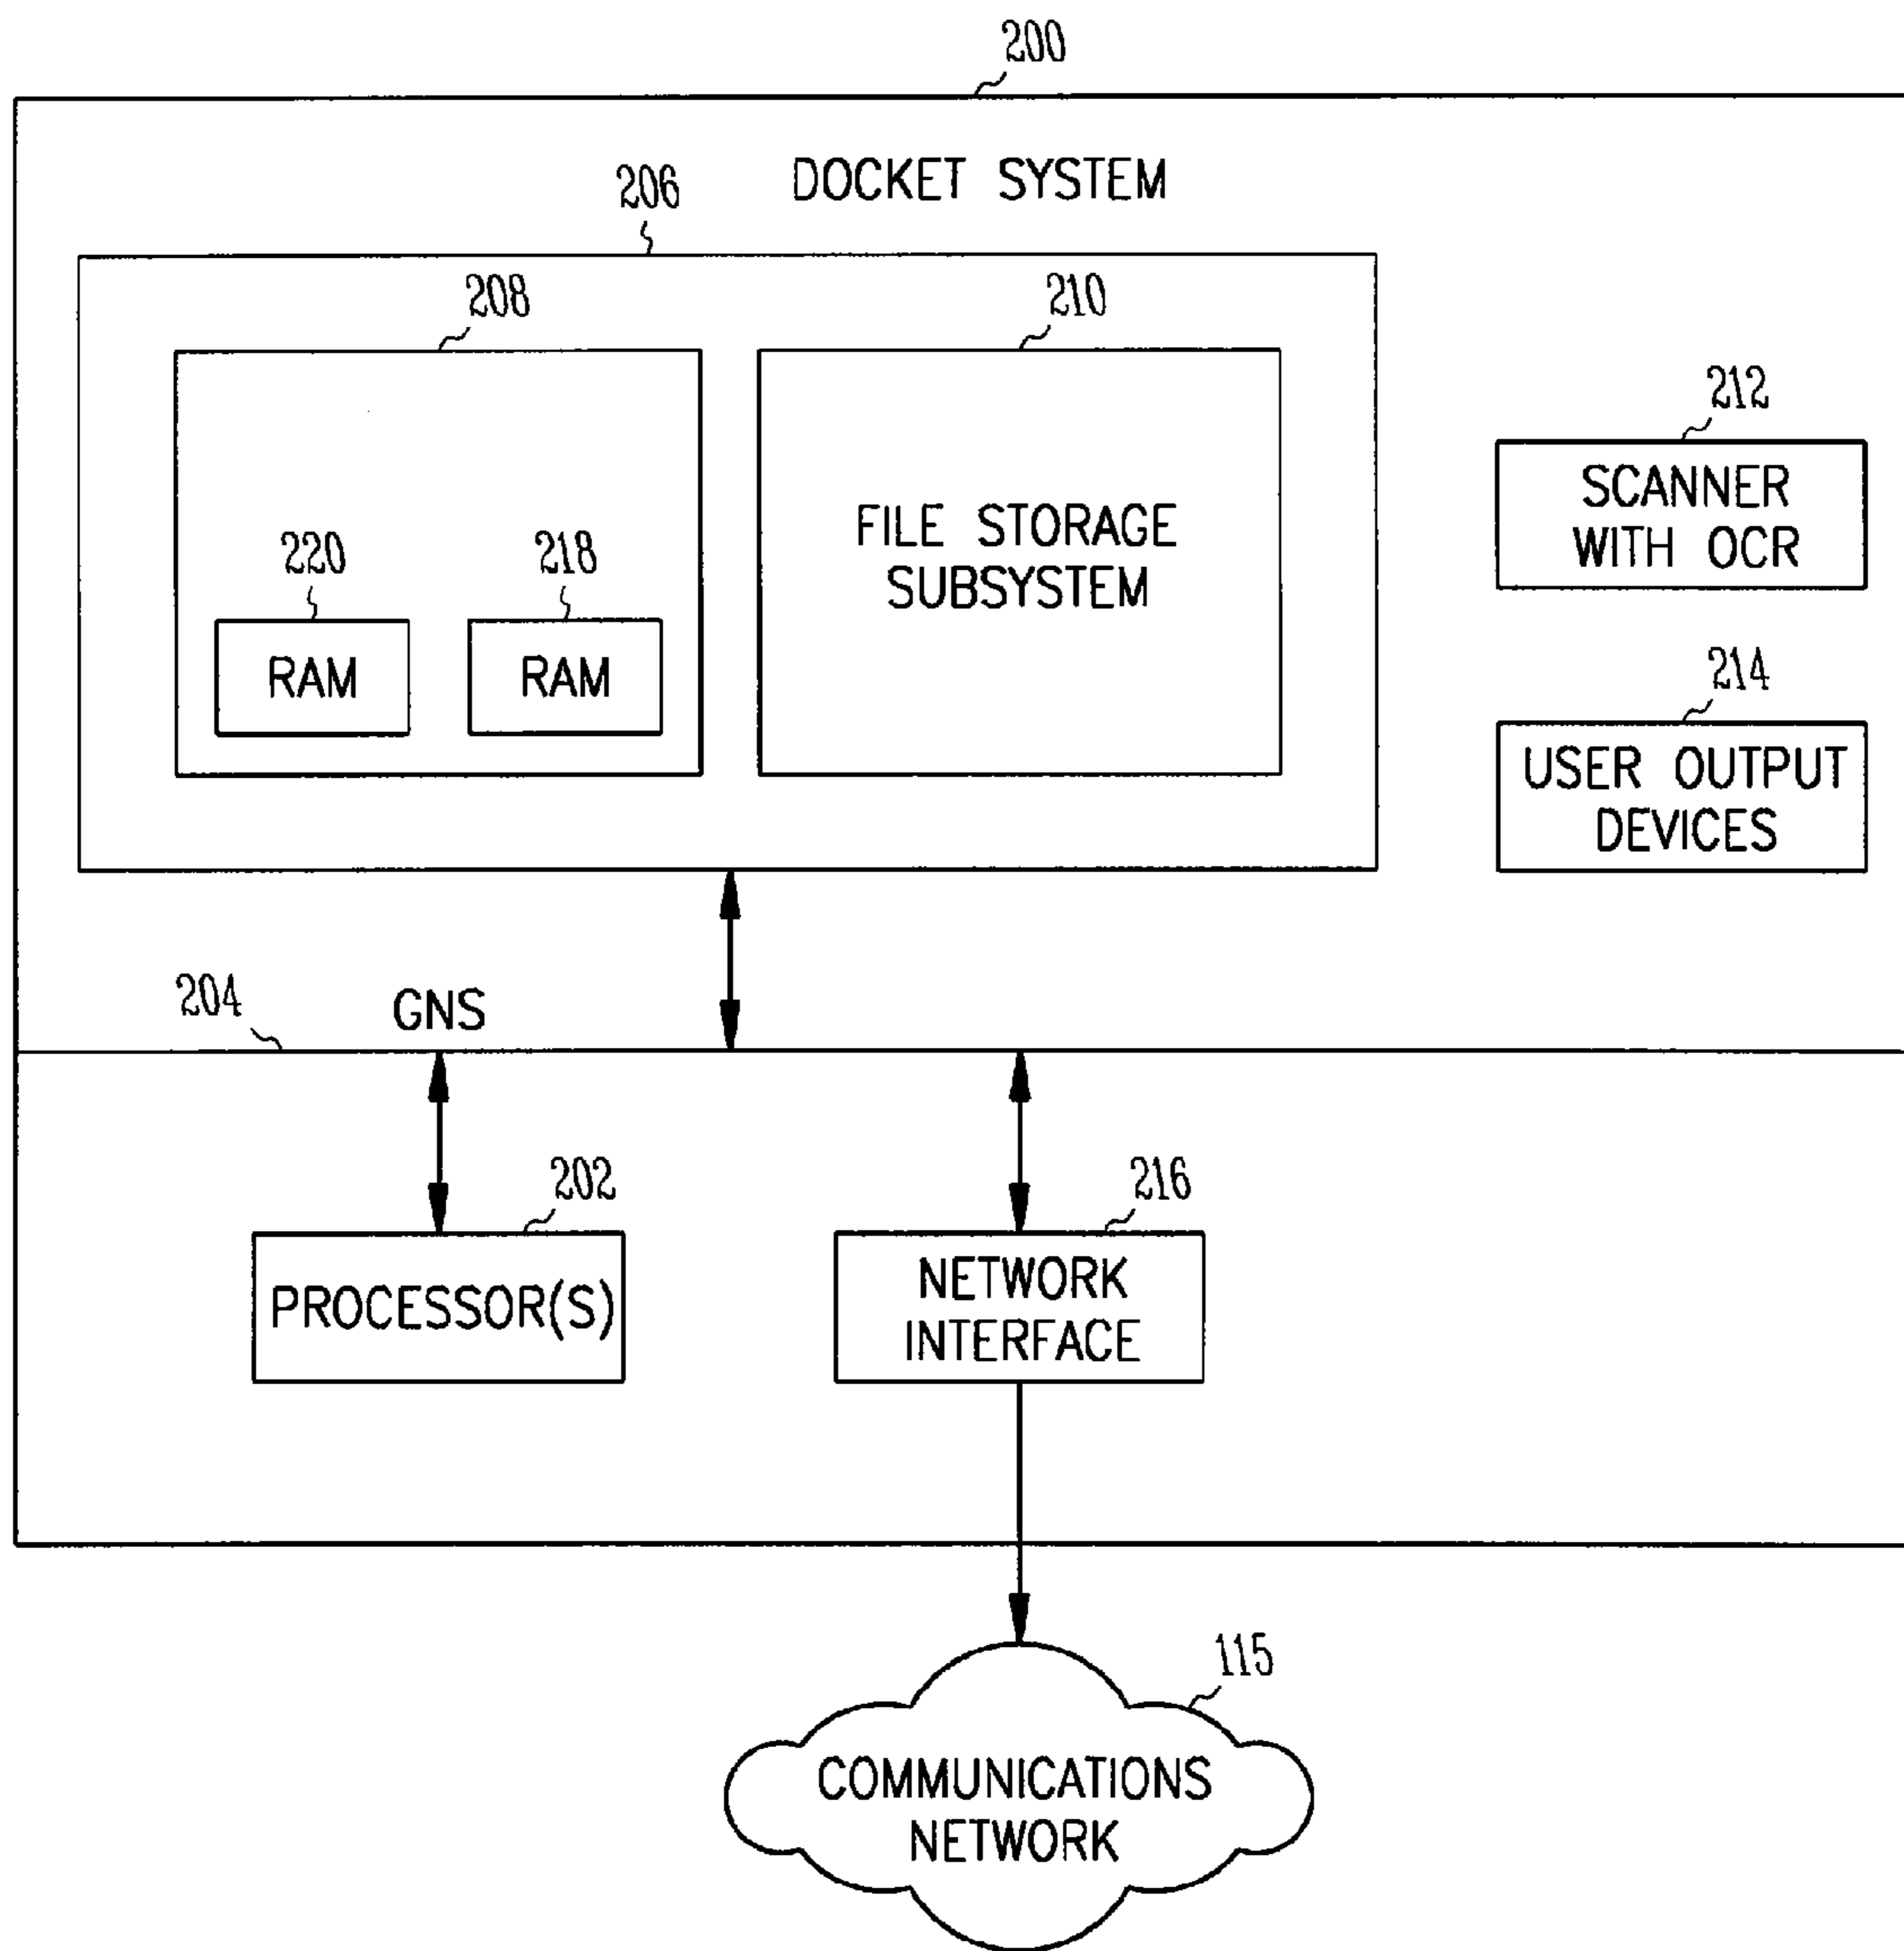 200
DOCKET SYSTEM
206
208
210
212
SCANNER
WITH OCR
FILE STORAGE
SUBSYSTEM
220
218
RAM
RAM
214
USER OUTPUT
DEVICES
204
GNS
202
216
PROCESSOR(S)
NETWORK
INTERFACE
115
COMMUNICATIONS
NETWORK